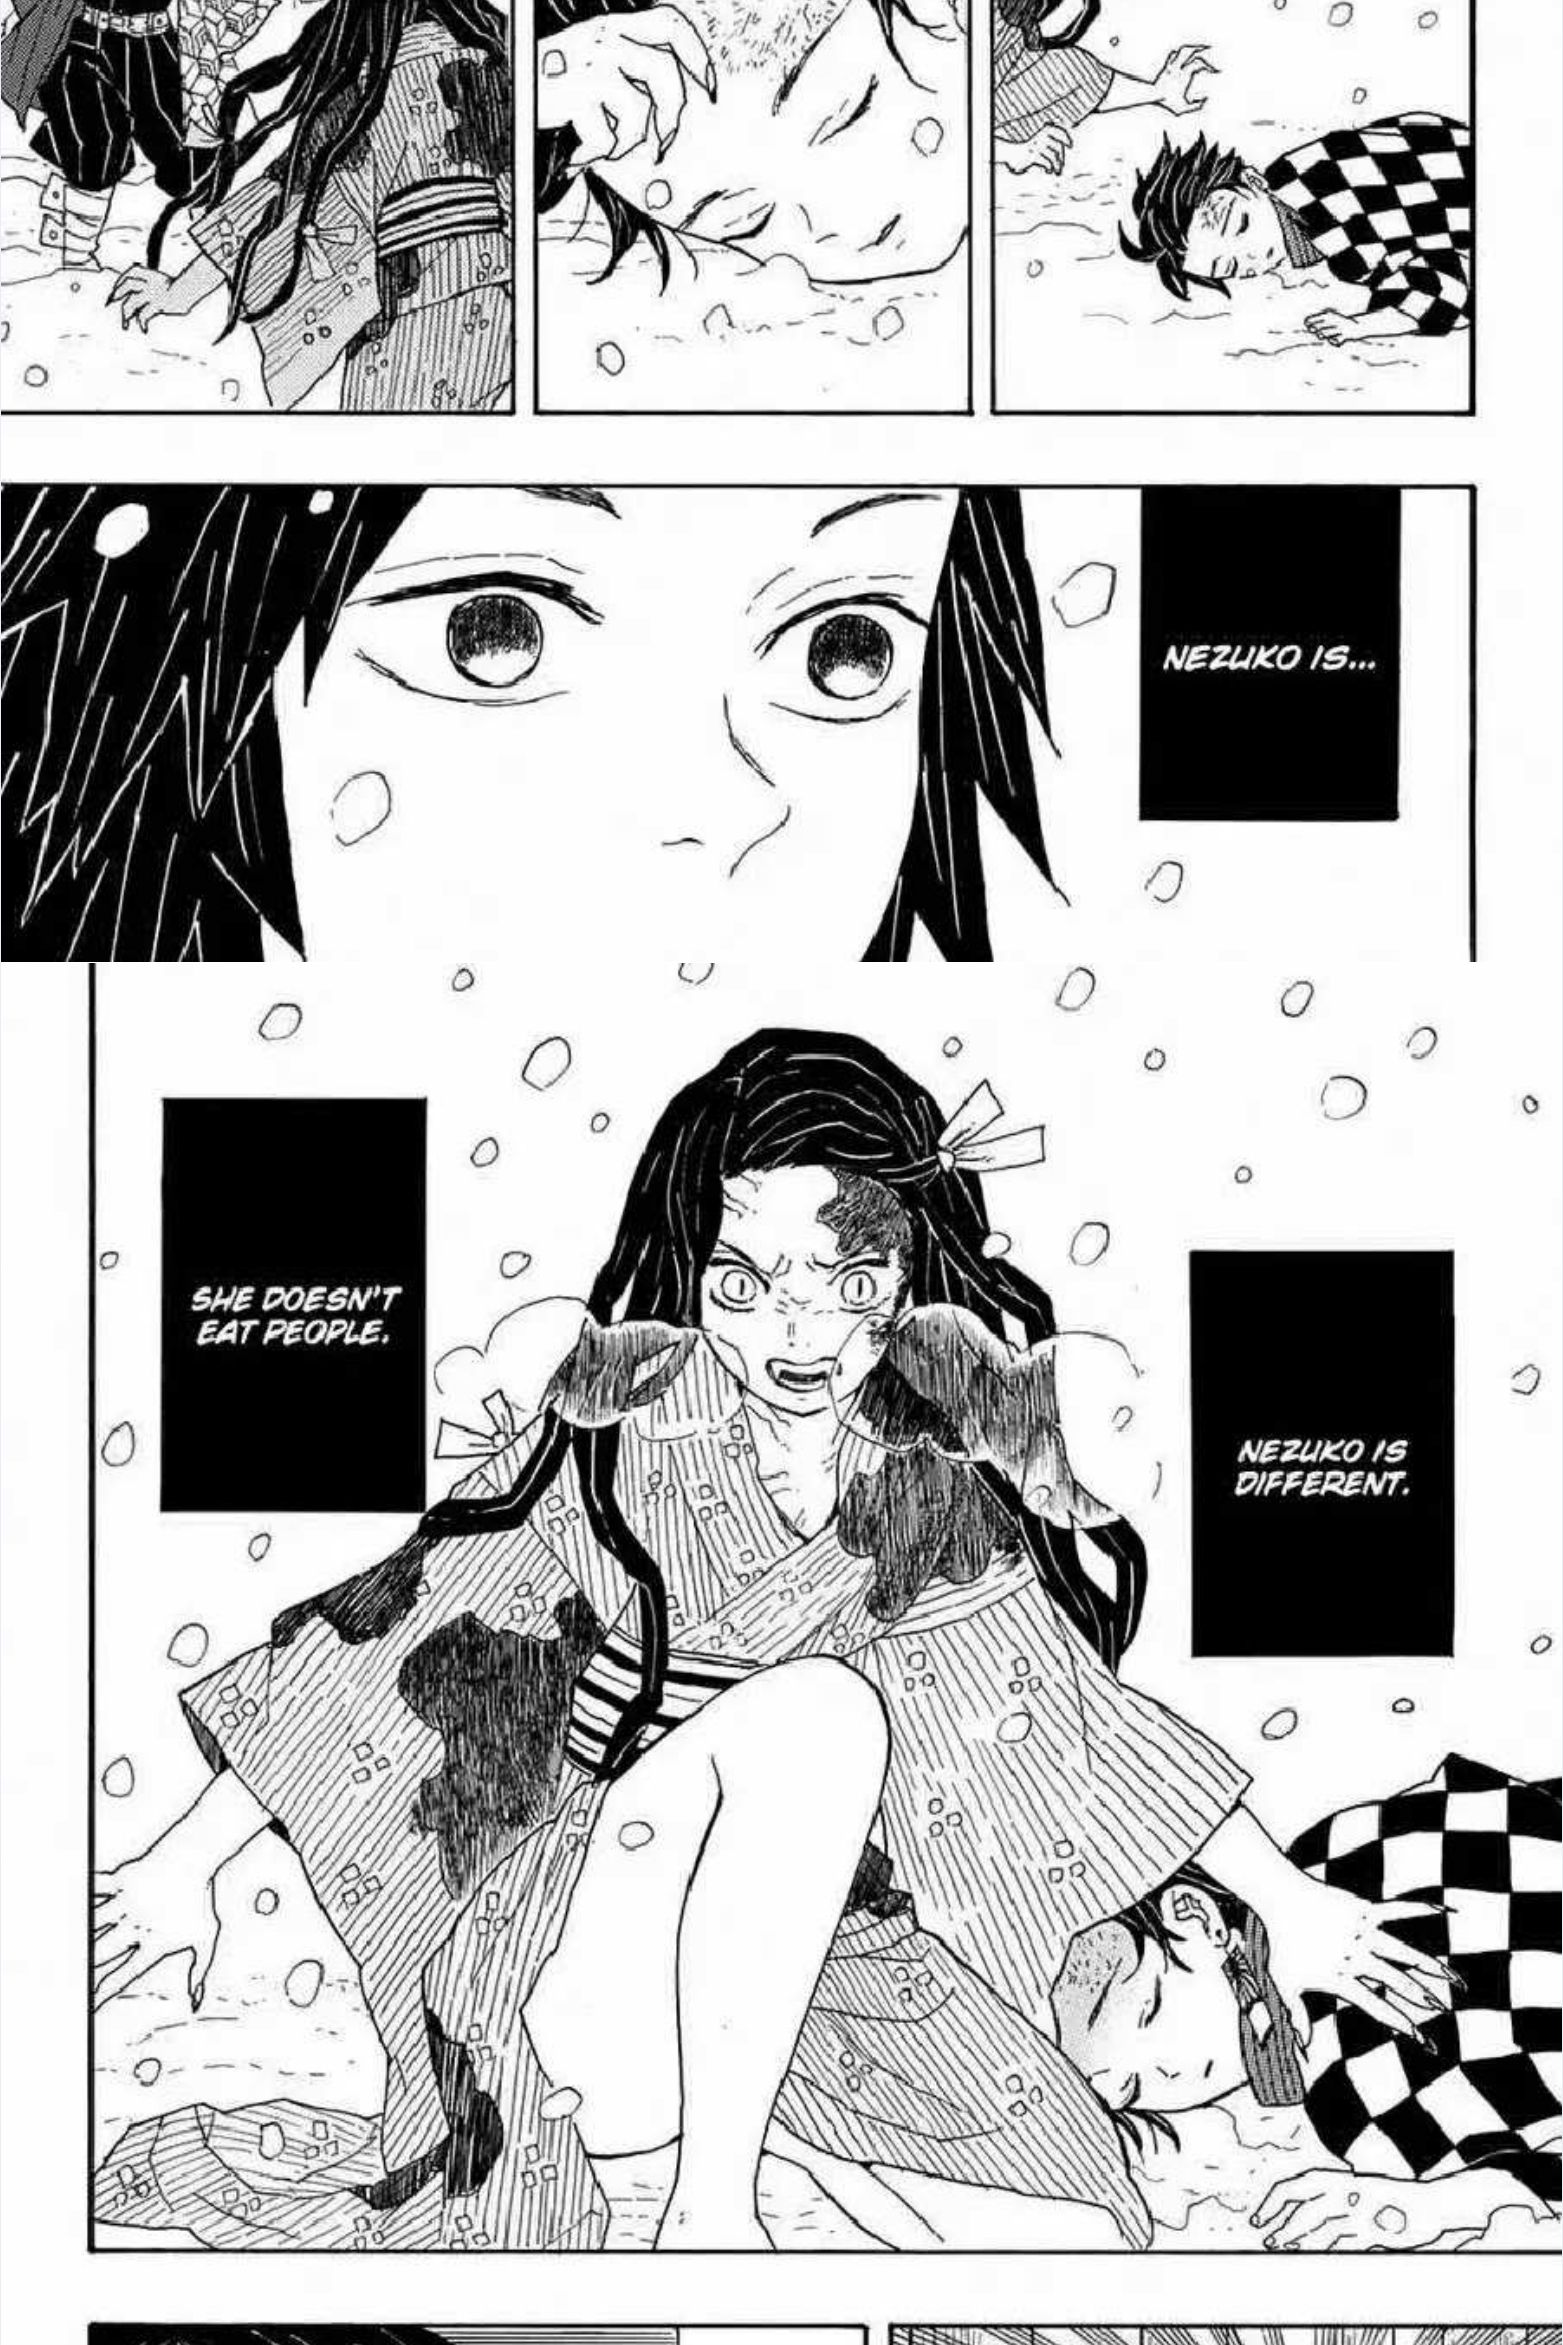 NEZUKO IS...
NEZUKO IS
DIFFERENT.
SHE DOESN'T
EAT PEOPLE.